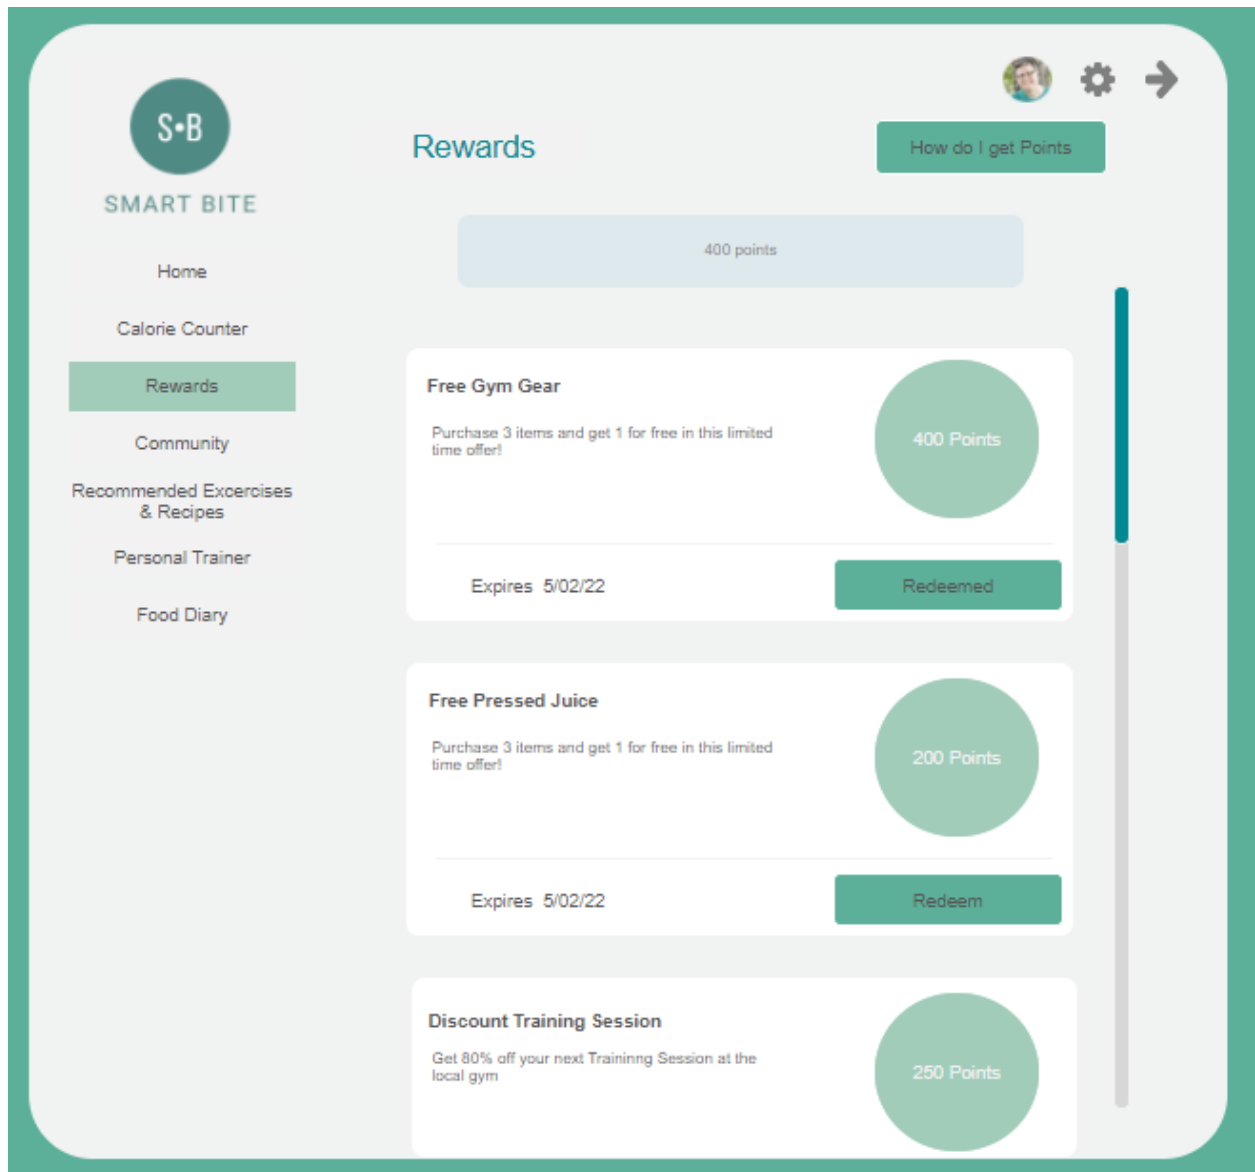 S•B
SMART BITE
Home
Calorie Counter
Rewards
Community
Recommended Excercises
& Recipes
Personal Trainer
Food Diary
Rewards
How do I get Points
400 points
Free Gym Gear
Purchase 3 items and get 1 for free in this limited
time offer!
400 Points
Expires 5/02/22
Redeemed
Free Pressed Juice
Purchase 3 items and get 1 for free in this limited
time offer!
200 Points
Expires 5/02/22
Redeem
Discount Training Session
Get 80% off your next Traininng Session at the
local gym
250 Points